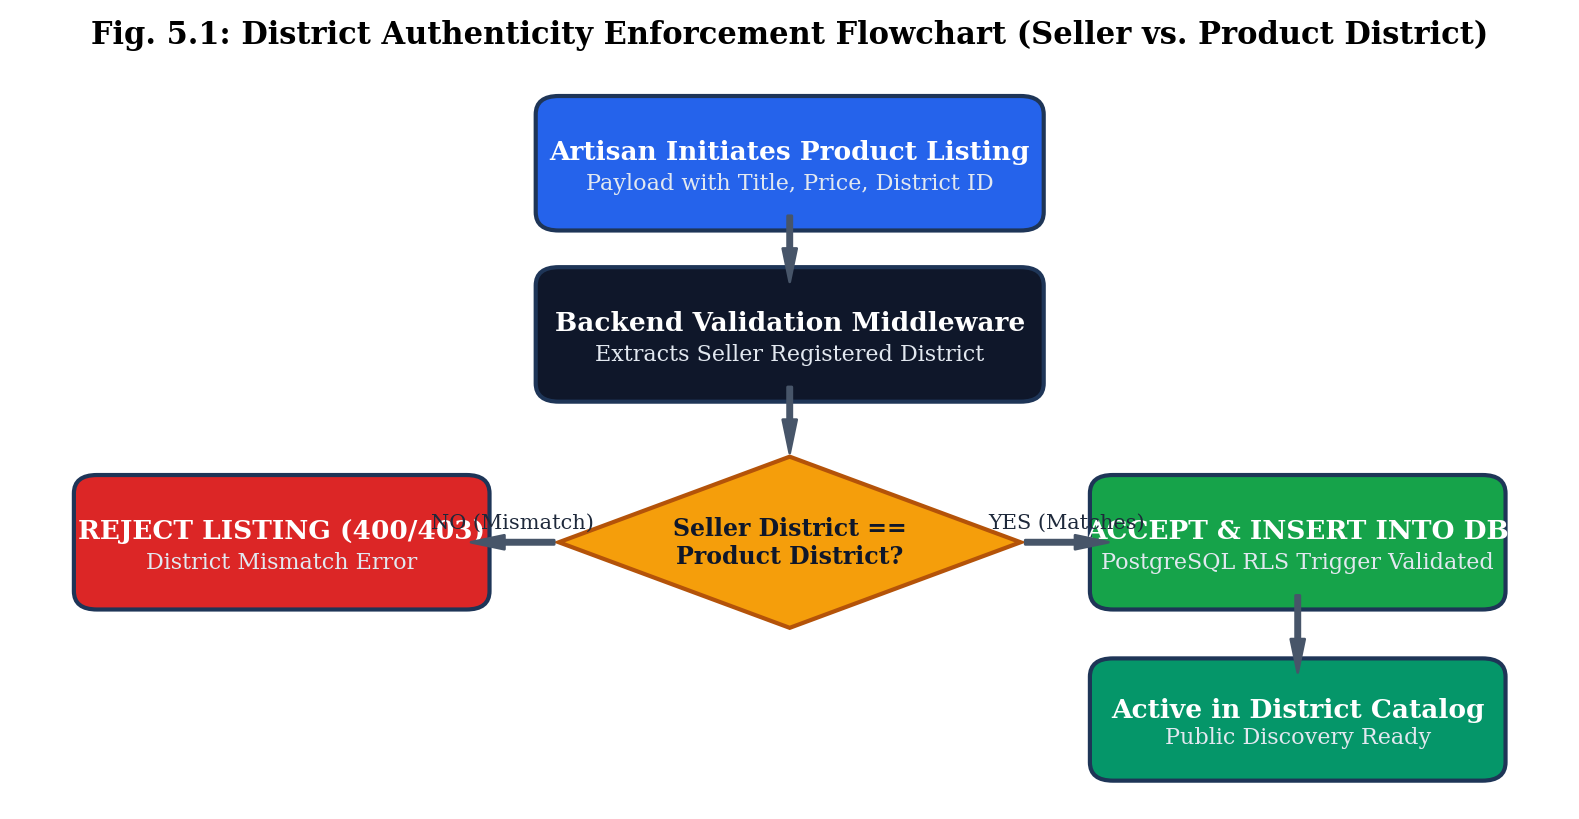 Fig. 5.1: District Authenticity Enforcement Flowchart (Seller vs. Product District)
Artisan Initiates Product Listing
Payload with Title, Price, District ID
Backend Validation Middleware
Extracts Seller Registered District
REJECT LISTING (400/403)
District Mismatch Error
NO (Mismatch)
Seller District ==
Product District?
YES (Matches)
ACCEPT & INSERT INTO DB
PostgreSQL RLS Trigger Validated
Active in District Catalog
Public Discovery Ready